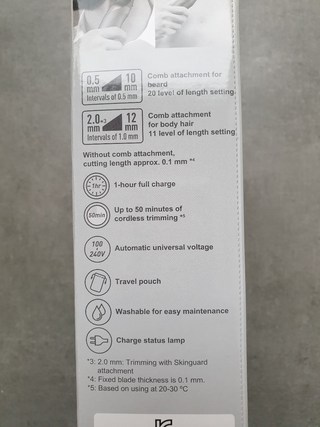 0.5 mm 10 mm
Intervals of 0.5 mm
Comb attachment for
beard
20 level of length setting
2.0*3 mm 12 mm
Intervals of 1.0 mm
Comb attachment
for body hair
11 level of length setting
Without comb attachment,
cutting length approx. 0.1 mm *4
1hr
1-hour full charge
50min
Up to 50 minutes of
cordless trimming *5
100
-
240V
Automatic universal voltage
Travel pouch
Washable for easy maintenance
Charge status lamp
*3: 2.0 mm: Trimming with Skinguard
attachment
*4: Fixed blade thickness is 0.1 mm.
*5: Based on using at 20-30 ºC